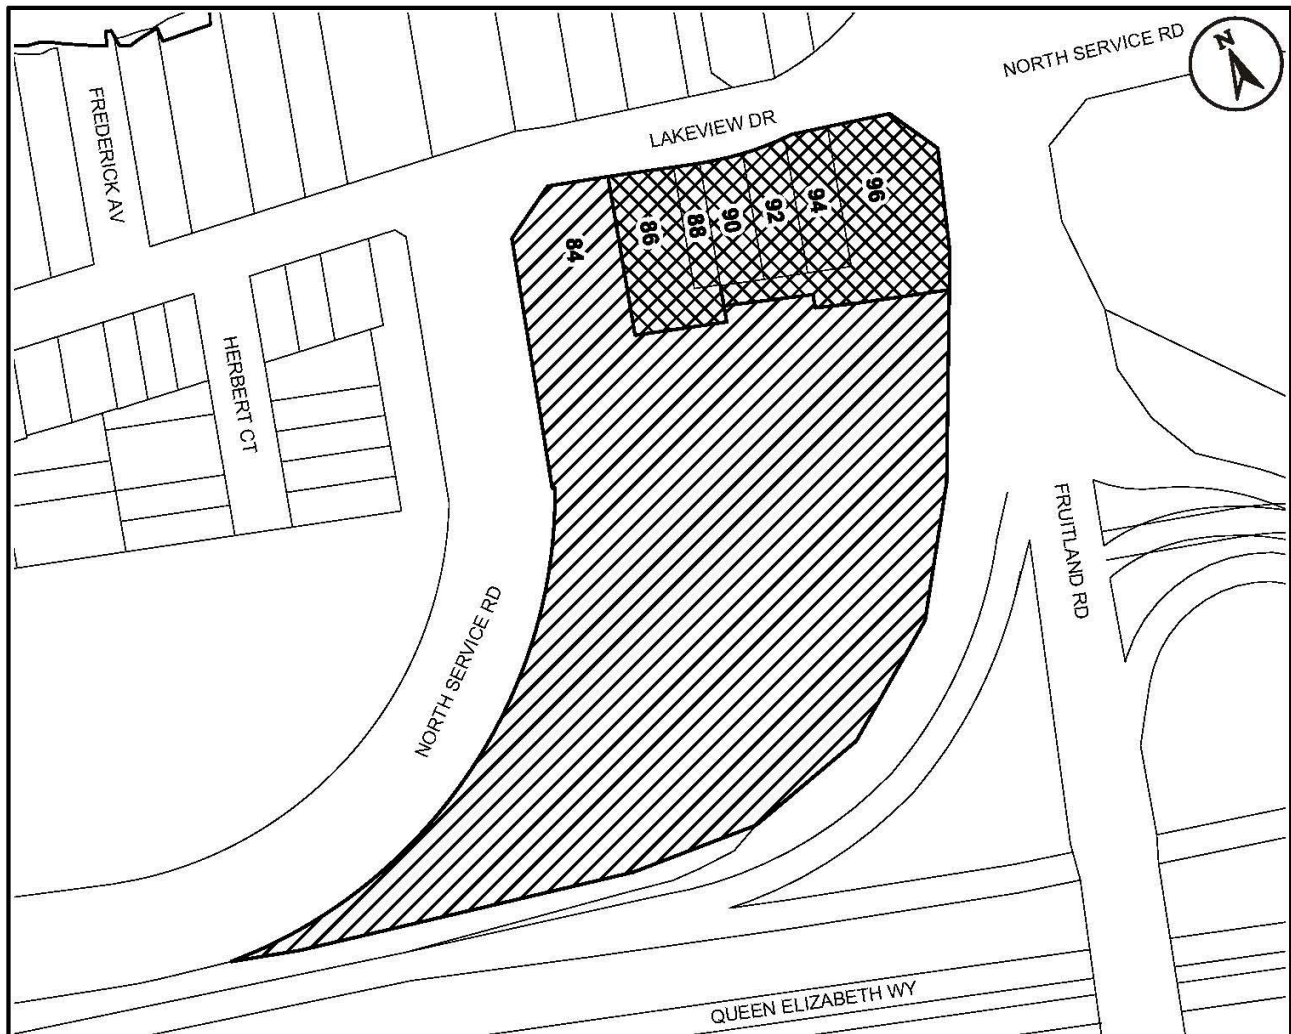 NORTH SERVICE RD
N
LAKEVIEW DR
FREDERICK AV
84
86
88
90
92
94
96
HERBERT CT
FRUITLAND RD
NORTH SERVICE RD
QUEEN ELIZABETH WY